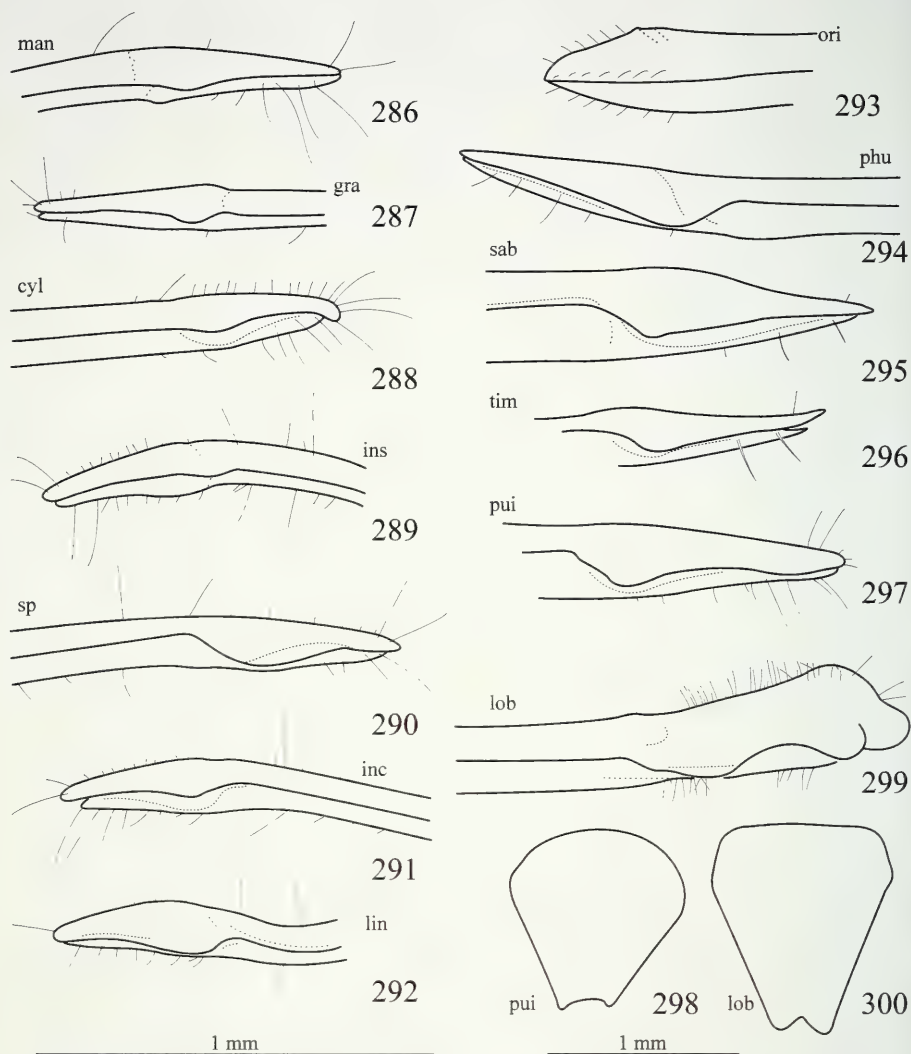 man
286
gra
287
cyl
288
ins
289
sp
290
inc
291
lin
292
1 mm
ori
293
phu
294
sab
295
tim
296
pui
297
lob
299
pui
298
lob
300
1 mm